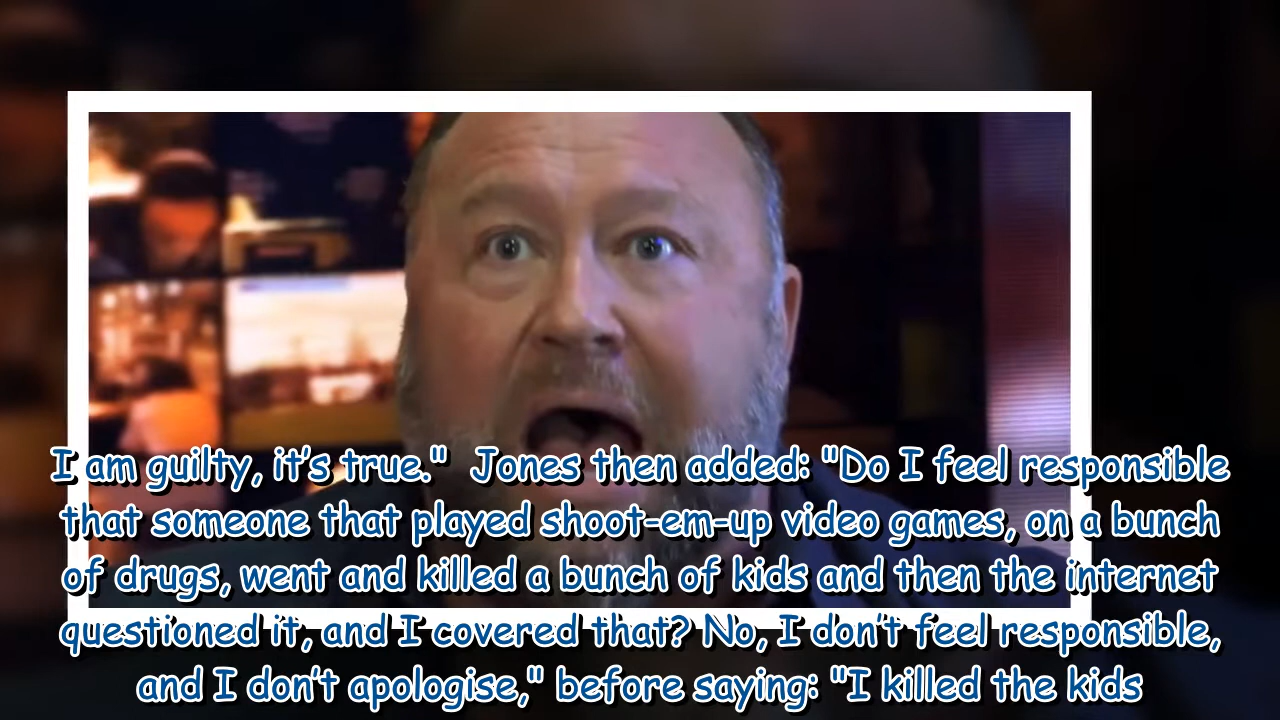 I am guilty, it’s true."  Jones then added: "Do I feel responsible
that someone that played shoot-em-up video games, on a bunch
of drugs, went and killed a bunch of kids and then the internet
questioned it, and I covered that? No, I don’t feel responsible,
and I don’t apologise," before saying: "I killed the kids